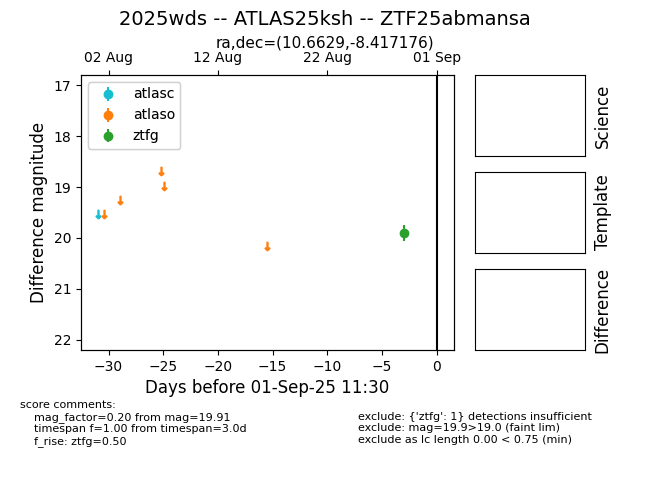 2025wds -- ATLAS25ksh -- ZTF25abmansa
ra,dec=(10.6629,-8.417176)
02 Aug 12 Aug 22 Aug 01 Sep
17
18
19
20
21
22
Difference magnitude
atlasc
atlaso
ztfg
−30 −25 −20 −15 −10 −5 0
Days before 01-Sep-25 11:30
Science
Template
Difference
score comments:
mag_factor=0.20 from mag=19.91
timespan f=1.00 from timespan=3.0d
f_rise: ztfg=0.50
exclude: {'ztfg': 1} detections insufficient
exclude: mag=19.9>19.0 (faint lim)
exclude as lc length 0.00 < 0.75 (min)